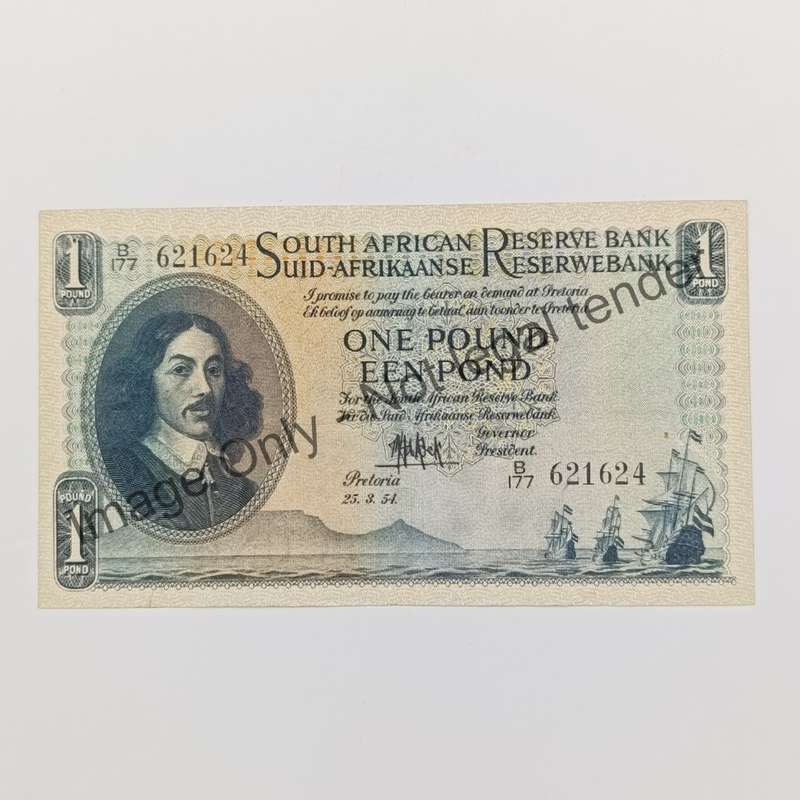 1
POUND
B/177 621624
SOUTH AFRICAN RESERVE BANK
SUID-AFRIKAANSE RESERWEBANK
1
POUND
I promise to pay the bearer on demand at Pretoria
Ek beloof op aanvraag te betaal aan toonder te Pretoria
ONE POUND
EEN POND
For the South African Reserve Bank
Vir die Suid-Afrikaanse Reserwebank
Governor
President.
B/177 621624
Pretoria
25. 3. 54.
POUND
1
POND
Image Only - Not legal tender